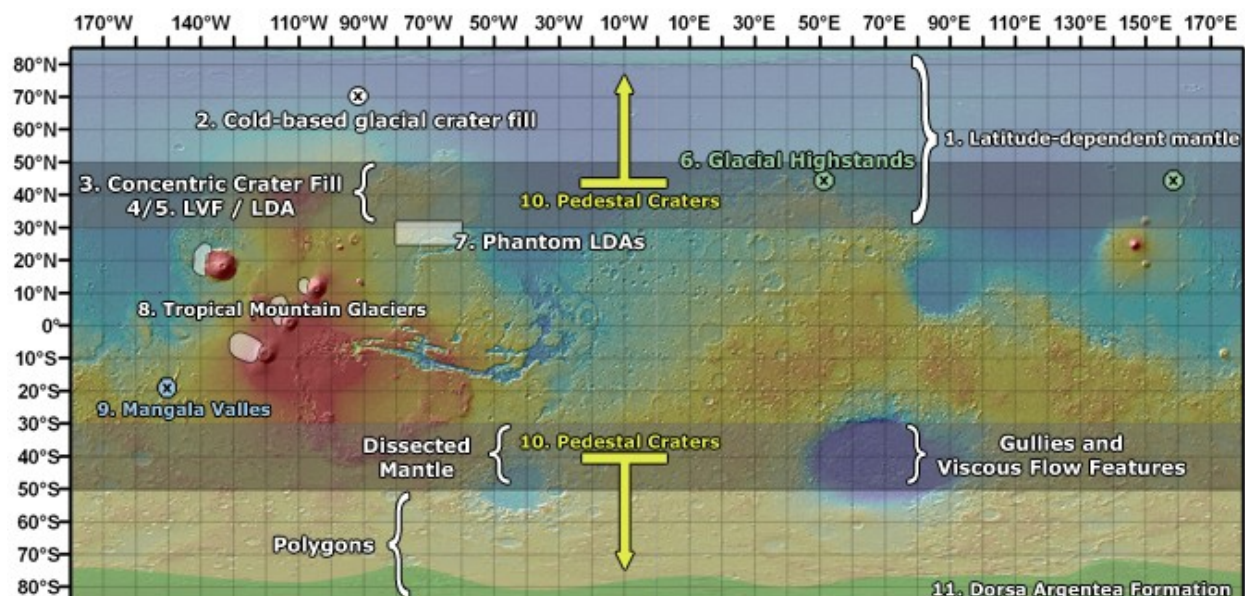 170°W 140°W 110°W 90°W 70°W 50°W 30°W 10°W 10°E 30°E 50°E 70°E 90°E 110°E 130°E 150°E 170°E
80°N
70°N
2. Cold-based glacial crater fill
60°N
1. Latitude-dependent mantle
50°N
6. Glacial Highstands
3. Concentric Crater Fill
4/5. LVF / LDA
40°N
10. Pedestal Craters
30°N
7. Phantom LDAs
20°N
10°N
8. Tropical Mountain Glaciers
0°
10°S
20°S
9. Mangala Valles
30°S
Dissected
Mantle
10. Pedestal Craters
Gullies and
Viscous Flow Features
40°S
50°S
60°S
Polygons
70°S
80°S
11. Dorsa Argentea Formation